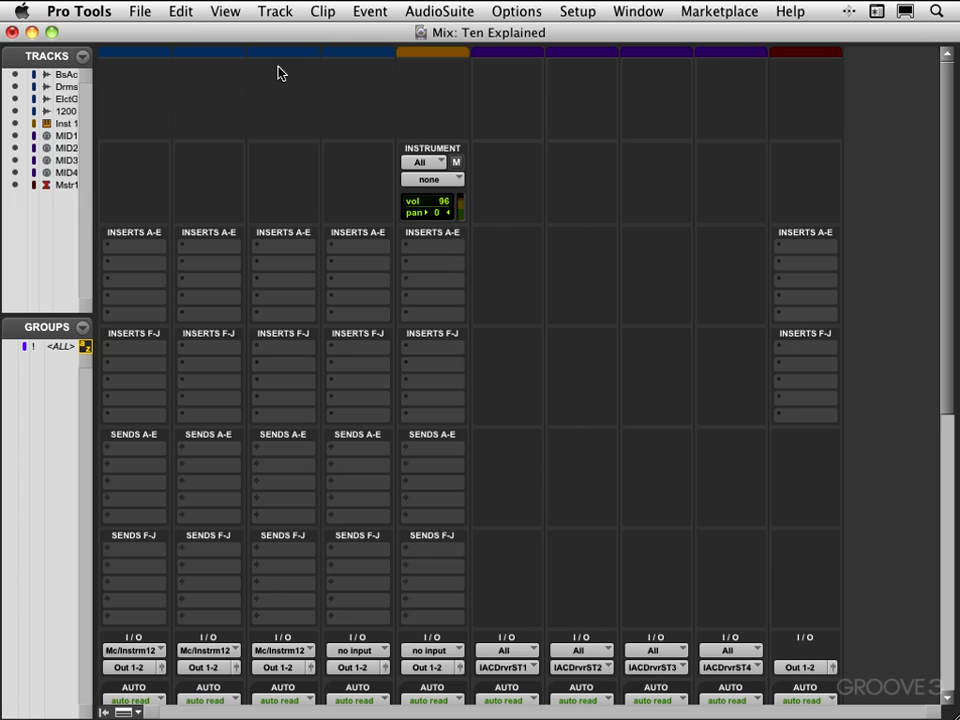 Pro Tools File Edit View Track Clip Event AudioSuite Options Setup Window Marketplace Help
Mix: Ten Explained
TRACKS
BsAc
Drms
ElctG
1200
Inst 1
MID1
MID2
MID3
MID4
Mstr1
GROUPS
! <ALL> a z
INSTRUMENT
All M
none
vol 96
pan 0
INSERTS A-E INSERTS A-E INSERTS A-E INSERTS A-E INSERTS A-E INSERTS A-E
INSERTS F-J INSERTS F-J INSERTS F-J INSERTS F-J INSERTS F-J INSERTS F-J
SENDS A-E SENDS A-E SENDS A-E SENDS A-E SENDS A-E
SENDS F-J SENDS F-J SENDS F-J SENDS F-J SENDS F-J
I / O I / O I / O I / O I / O I / O I / O I / O I / O I / O
Mc/Instrm12 Mc/Instrm12 Mc/Instrm12 no input no input All All All All
Out 1-2 Out 1-2 Out 1-2 Out 1-2 Out 1-2 IACDrvrST1 IACDrvrST2 IACDrvrST3 IACDrvrST4 Out 1-2
AUTO AUTO AUTO AUTO AUTO AUTO AUTO AUTO AUTO AUTO
auto read auto read auto read auto read auto read auto read auto read auto read auto read auto read
GROOVE 3